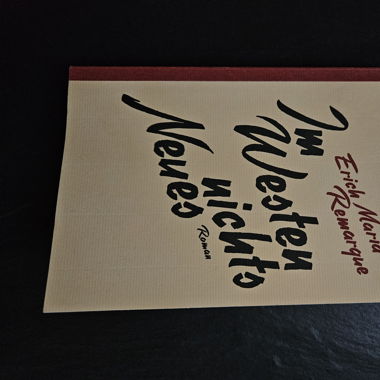 Erich Maria
Remarque
Im
Westen
nichts
Neues
Roman